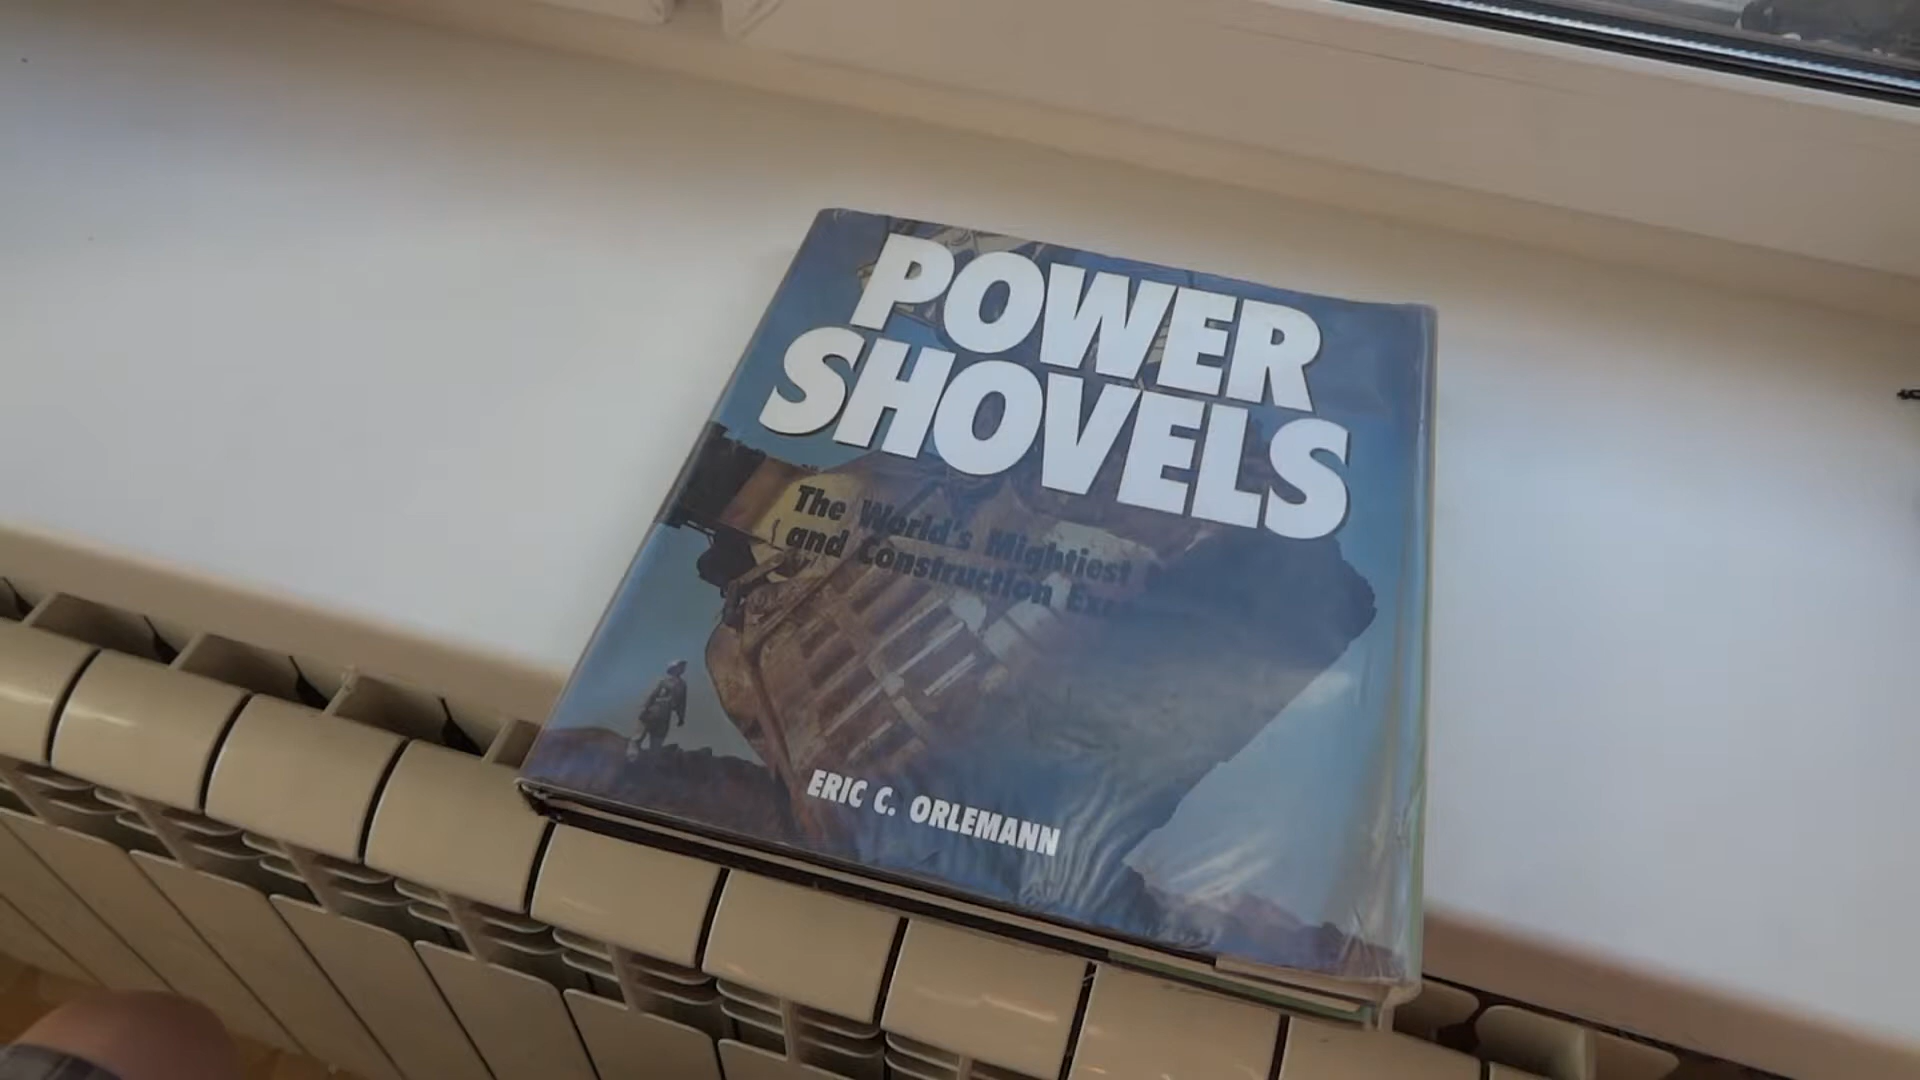 POWER
SHOVELS
The World's Mightiest
and Construction
ERIC C. ORLEMANN